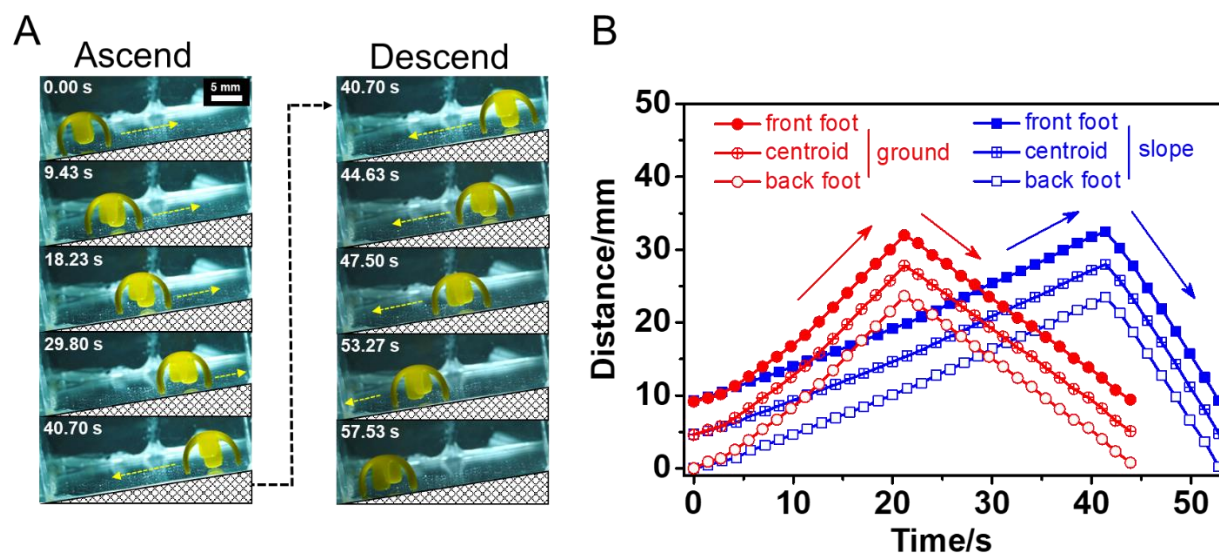 A
Ascend
Descend
0.00 s
5 mm
9.43 s
18.23 s
29.80 s
40.70 s
40.70 s
44.63 s
47.50 s
53.27 s
57.53 s
B
50
40
30
20
10
0
Distance/mm
front foot
centroid
back foot
ground
front foot
centroid
back foot
slope
0
10
20
30
40
50
Time/s